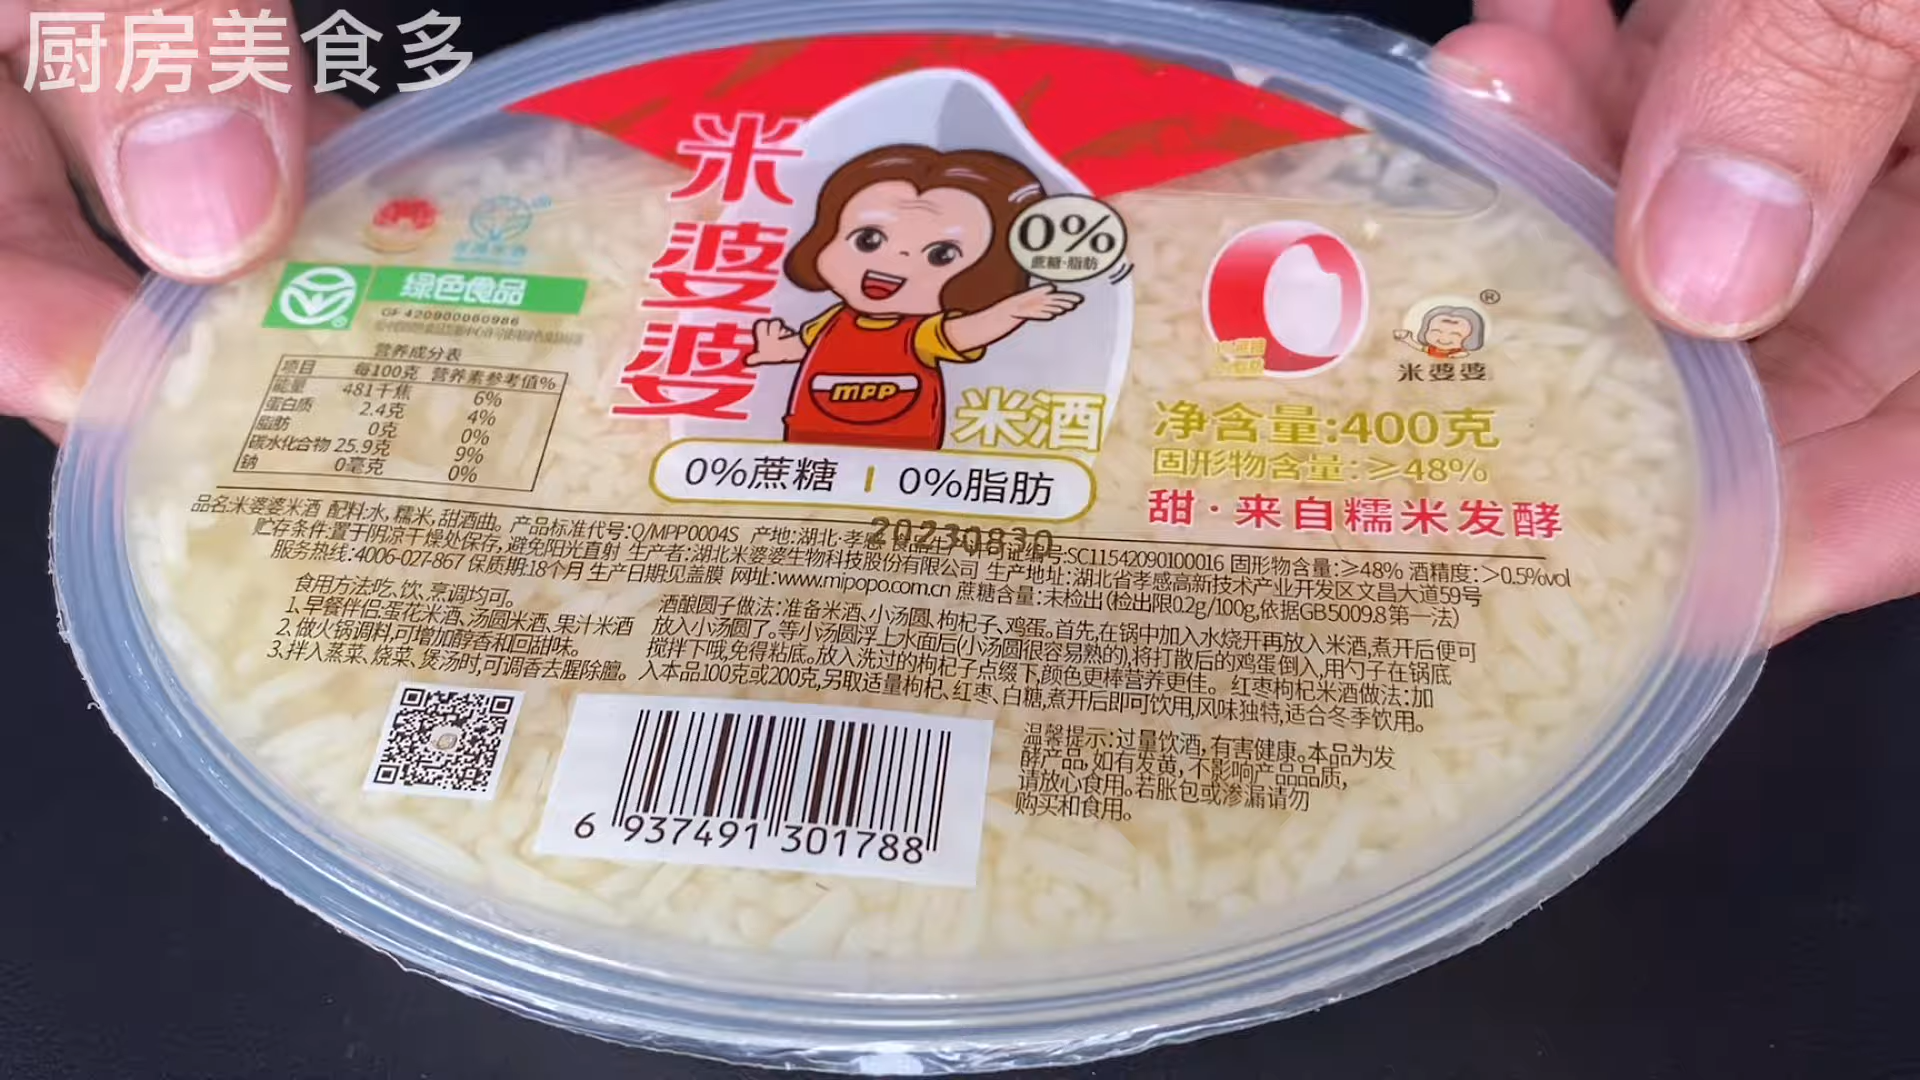 厨房美食多
米婆婆
0%
蔗糖·脂肪
绿色食品
GF 420900060986
营养成分表
项目 每100克 营养素参考值%
能量 481千焦 6%
蛋白质 2.4克 4%
脂肪 0克 0%
碳水化合物 25.9克 9%
钠 0毫克 0%
MPP
米酒
0%蔗糖 | 0%脂肪
®
米婆婆
净含量:400克
固形物含量:≥48%
甜·来自糯米发酵
20230830
品名:米婆婆米酒 配料:水,糯米,甜酒曲。产品标准代号:Q/MPP0004S 产地:湖北·孝感 编号:SC11542090100016 固形物含量:≥48% 酒精度:>0.5%vol
贮存条件:置于阴凉干燥处保存,避免阳光直射 生产者:湖北米婆婆生物科技股份有限公司 生产地址:湖北省孝感高新技术产业开发区文昌大道59号
服务热线:4006-027-867 保质期:18个月 生产日期:见盖膜 网址:www.mipopo.com.cn 蔗糖含量:未检出(检出限0.2g/100g,依据GB5009.8第一法)
食用方法:吃、饮、烹调均可。
1、早餐伴侣:蛋花米酒、汤圆米酒、果汁米酒
2、做火锅调料,可增加醇香和回甜味。
3、拌入蒸菜、烧菜、煲汤时,可调香去腥除膻。
酒酿圆子做法:准备米酒、小汤圆、枸杞子、鸡蛋。首先,在锅中加入水烧开再放入米酒,煮开后便可
放入小汤圆了。等小汤圆浮上水面后(小汤圆很容易熟的),将打散后的鸡蛋倒入,用勺子在锅底
搅拌下哦,免得粘底。放入洗过的枸杞子点缀下,颜色更棒营养更佳。红枣枸杞米酒做法:加
入本品100克或200克,另取适量枸杞、红枣、白糖,煮开后即可饮用,风味独特,适合冬季饮用。
温馨提示:过量饮酒,有害健康。本品为发
酵产品,如有发苗,不影响产品品质,
请放心食用。若胀包或渗漏请勿
购买和食用。
6 937491 301788